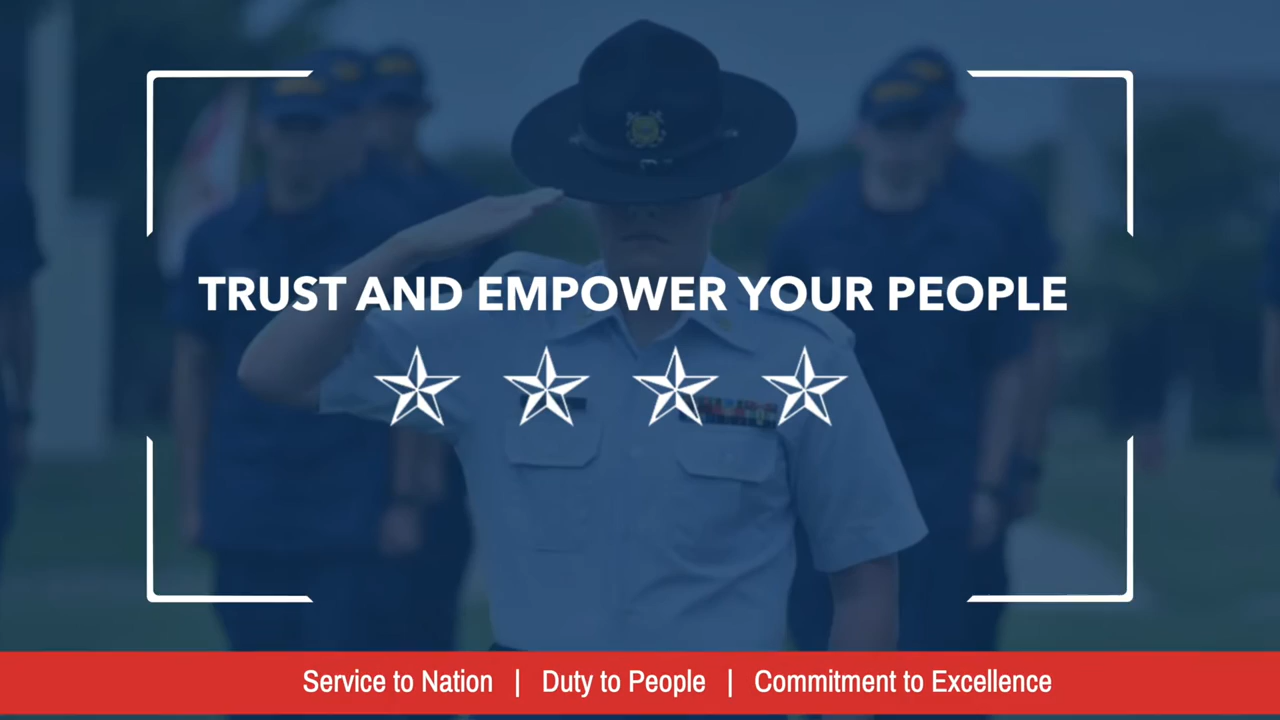 TRUST AND EMPOWER YOUR PEOPLE
Service to Nation | Duty to People | Commitment to Excellence